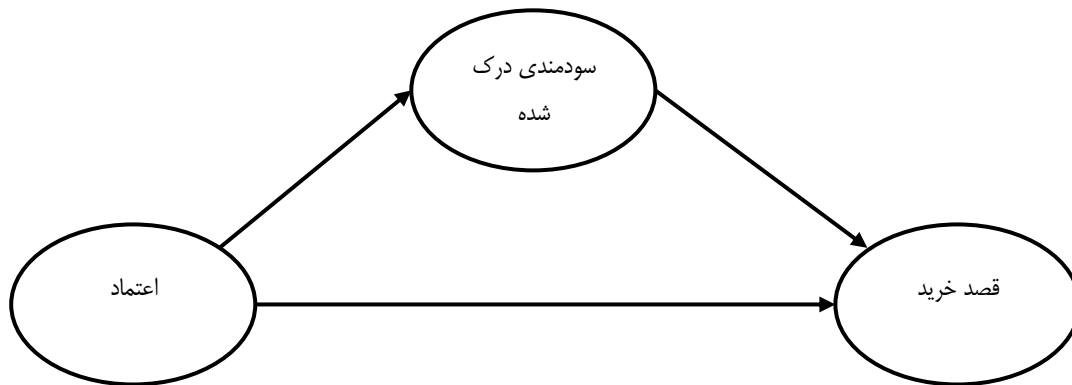 سودمندی درک
شده
قصد خرید
اعتماد